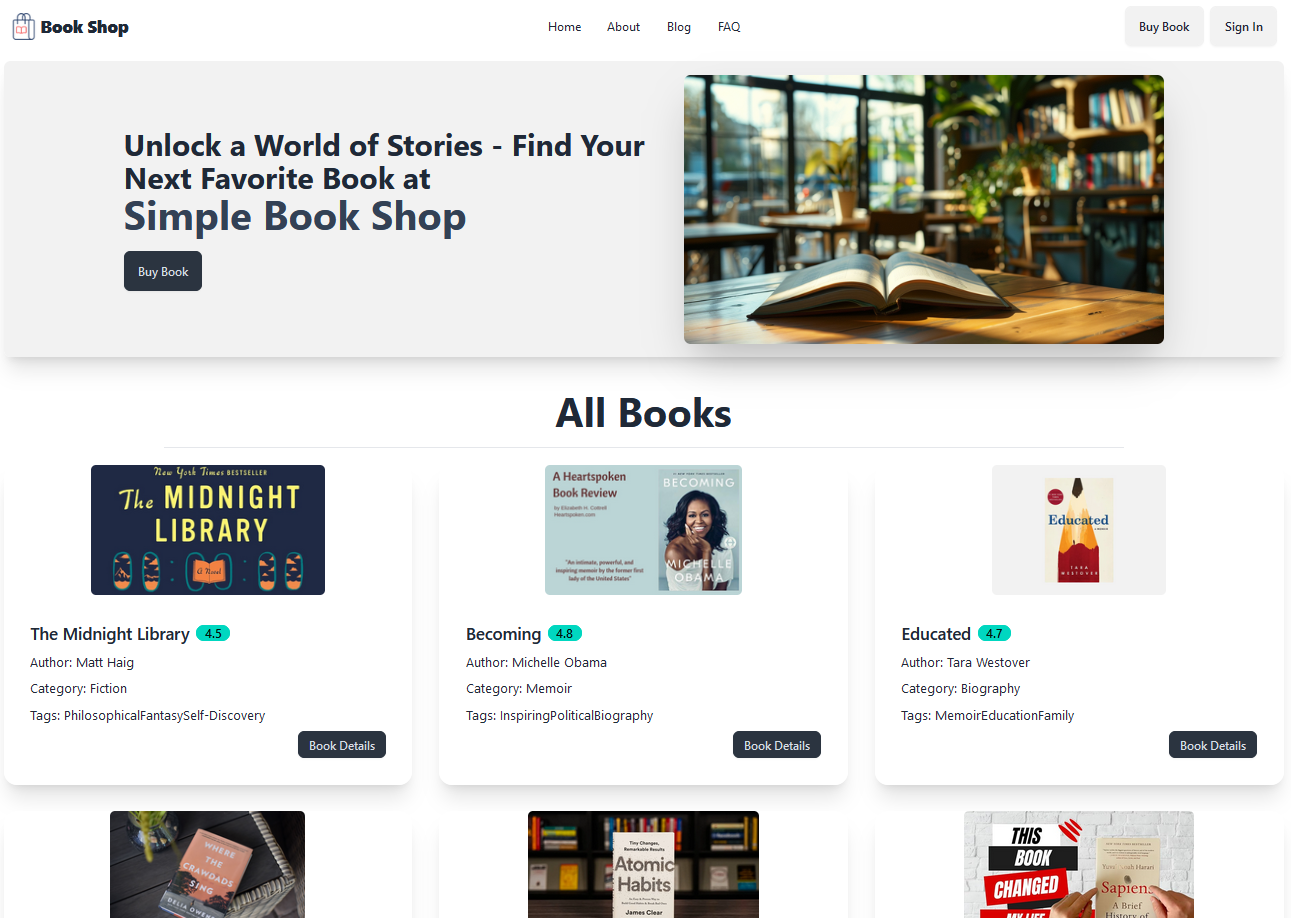 Book Shop
Home
About
Blog
FAQ
Buy Book
Sign In
Unlock a World of Stories - Find Your
Next Favorite Book at
Simple Book Shop
Buy Book
All Books
New York Times BESTSELLER
The MIDNIGHT
LIBRARY
A Novel
The Midnight Library 4.5
Author: Matt Haig
Category: Fiction
Tags: PhilosophicalFantasySelf-Discovery
Book Details
A Heartspoken
Book Review
by Elizabeth H. Cottrell
Heartspoken.com
"An intimate, powerful, and
inspiring memoir by the former first
lady of the United States"
BECOMING
MICHELLE
OBAMA
Becoming 4.8
Author: Michelle Obama
Category: Memoir
Tags: InspiringPoliticalBiography
Book Details
Educated
A MEMOIR
TARA
WESTOVER
Educated 4.7
Author: Tara Westover
Category: Biography
Tags: MemoirEducationFamily
Book Details
WHERE
THE
CRAWDADS
SING
DELIA OWENS
Tiny Changes,
Remarkable Results
Atomic
Habits
James Clear
THIS
BOOK
CHANGED
MY LIFE
Yuval Noah Harari
Sapiens
A Brief
History of